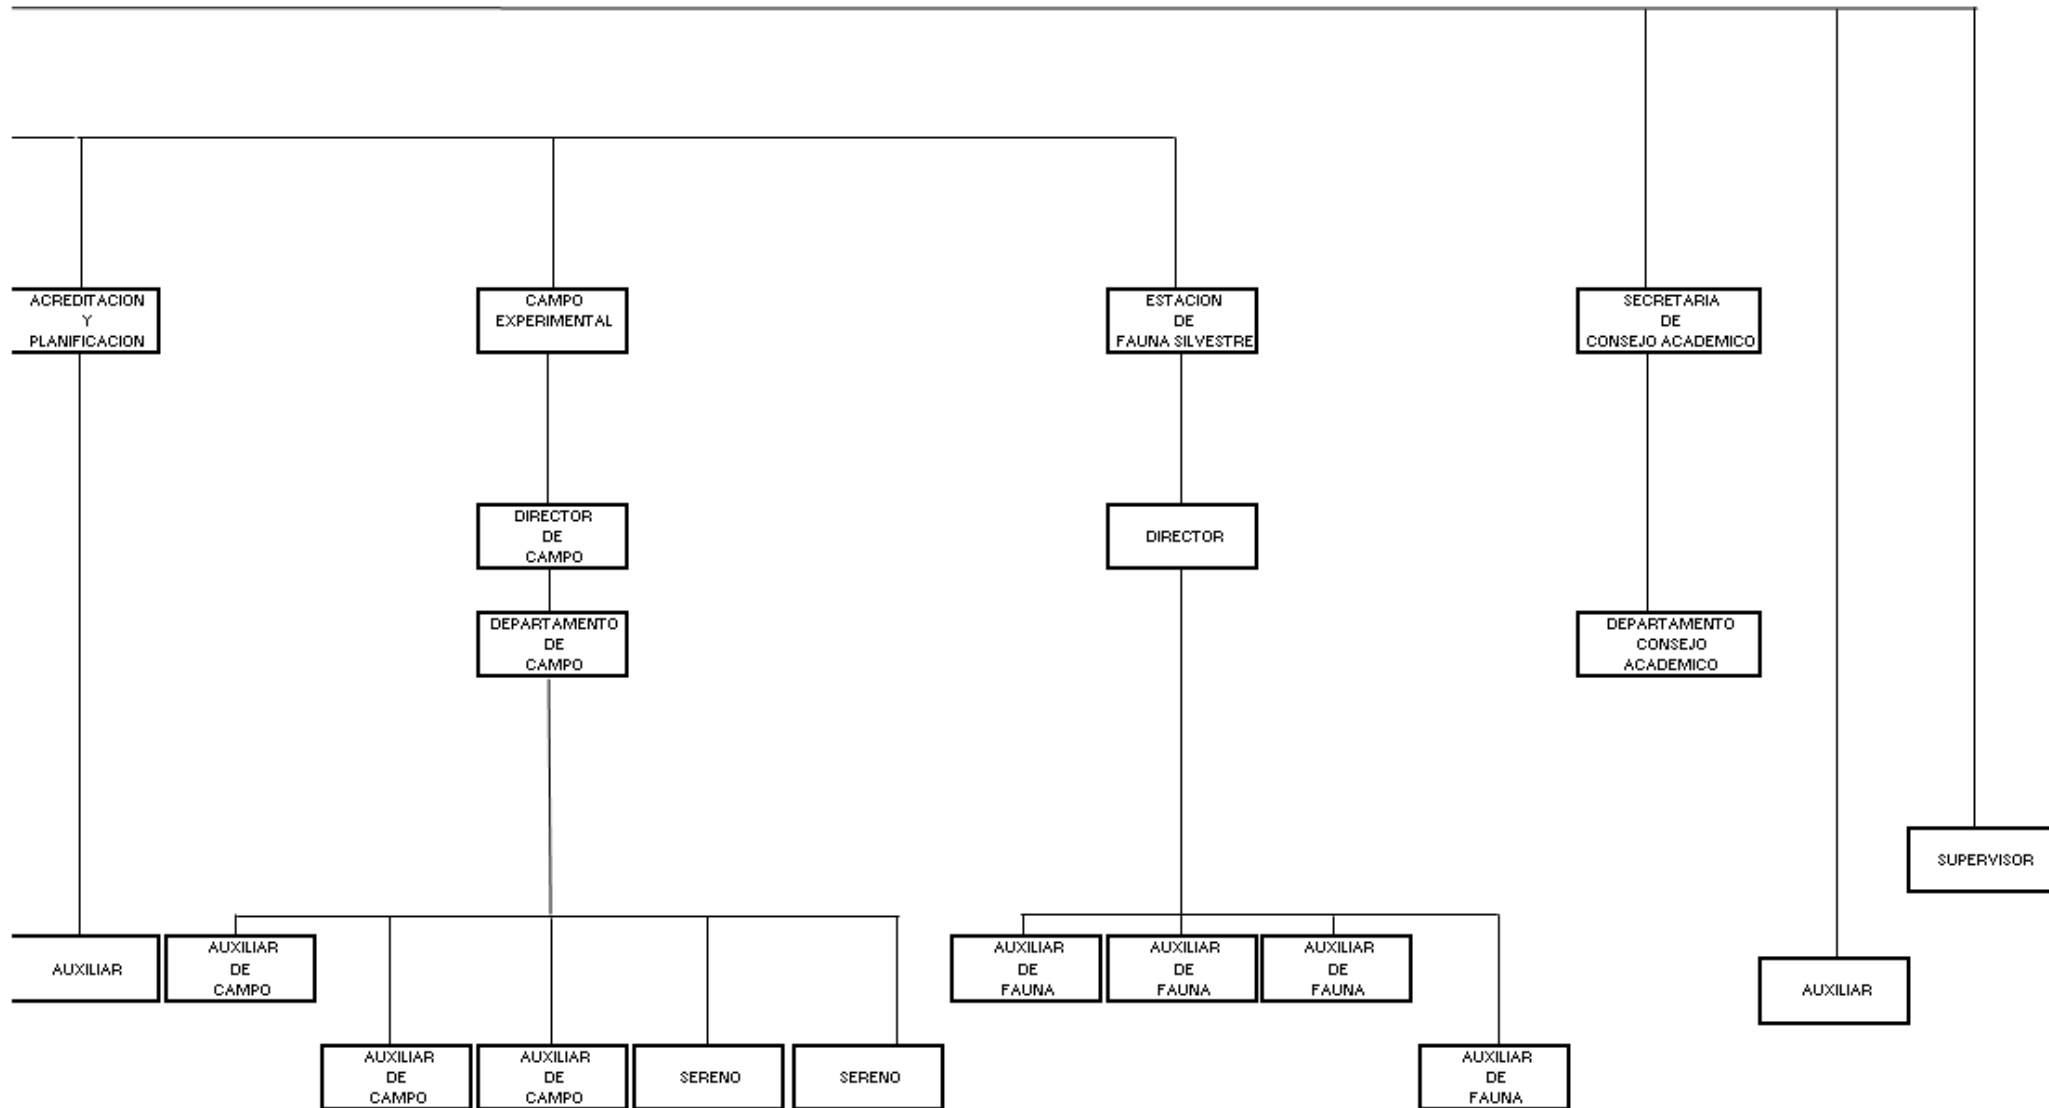 ACREDITACION
Y
PLANIFICACION
CAMPO
EXPERIMENTAL
ESTACION
DE
FAUNA SILVESTRE
SECRETARIA
DE
CONSEJO ACADEMICO
DIRECTOR
DE
CAMPO
DIRECTOR
DEPARTAMENTO
DE
CAMPO
DEPARTAMENTO
CONSEJO
ACADEMICO
SUPERVISOR
AUXILIAR
AUXILIAR
DE
CAMPO
AUXILIAR
DE
FAUNA
AUXILIAR
DE
FAUNA
AUXILIAR
DE
FAUNA
AUXILIAR
AUXILIAR
DE
CAMPO
AUXILIAR
DE
CAMPO
SERENO
SERENO
AUXILIAR
DE
FAUNA